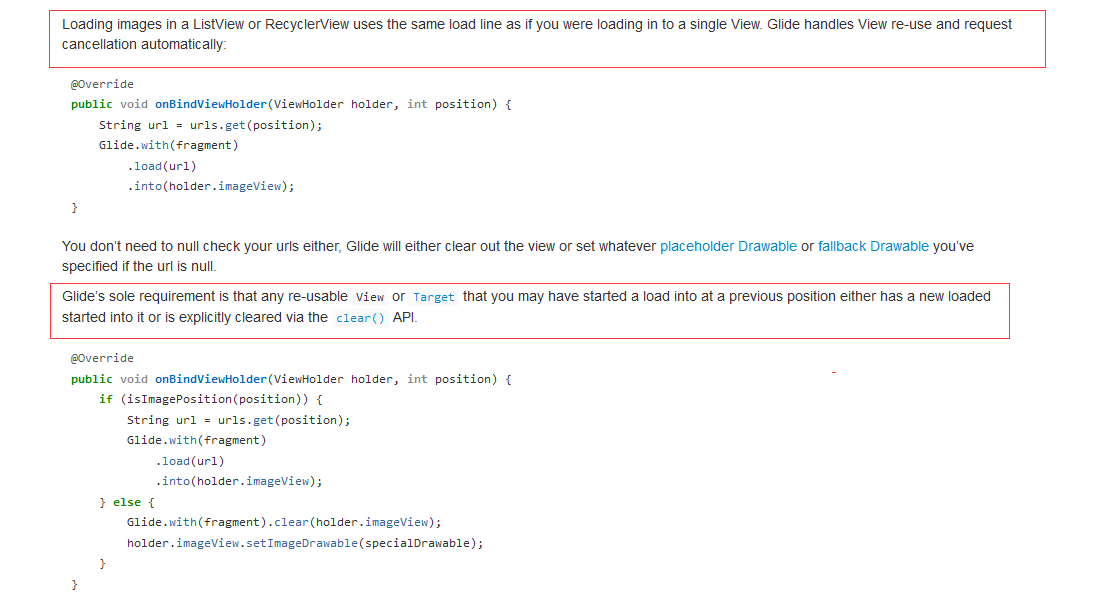 Loading images in a ListView or RecyclerView uses the same load line as if you were loading in to a single View. Glide handles View re-use and request
cancellation automatically:
@Override
public void onBindViewHolder(ViewHolder holder, int position) {
    String url = urls.get(position);
    Glide.with(fragment)
        .load(url)
        .into(holder.imageView);
}
You don't need to null check your urls either, Glide will either clear out the view or set whatever placeholder Drawable or fallback Drawable you've
specified if the url is null.
Glide's sole requirement is that any re-usable View or Target that you may have started a load into at a previous position either has a new loaded
started into it or is explicitly cleared via the clear() API.
@Override
public void onBindViewHolder(ViewHolder holder, int position) {
    if (isImagePosition(position)) {
        String url = urls.get(position);
        Glide.with(fragment)
            .load(url)
            .into(holder.imageView);
    } else {
        Glide.with(fragment).clear(holder.imageView);
        holder.imageView.setImageDrawable(specialDrawable);
    }
}